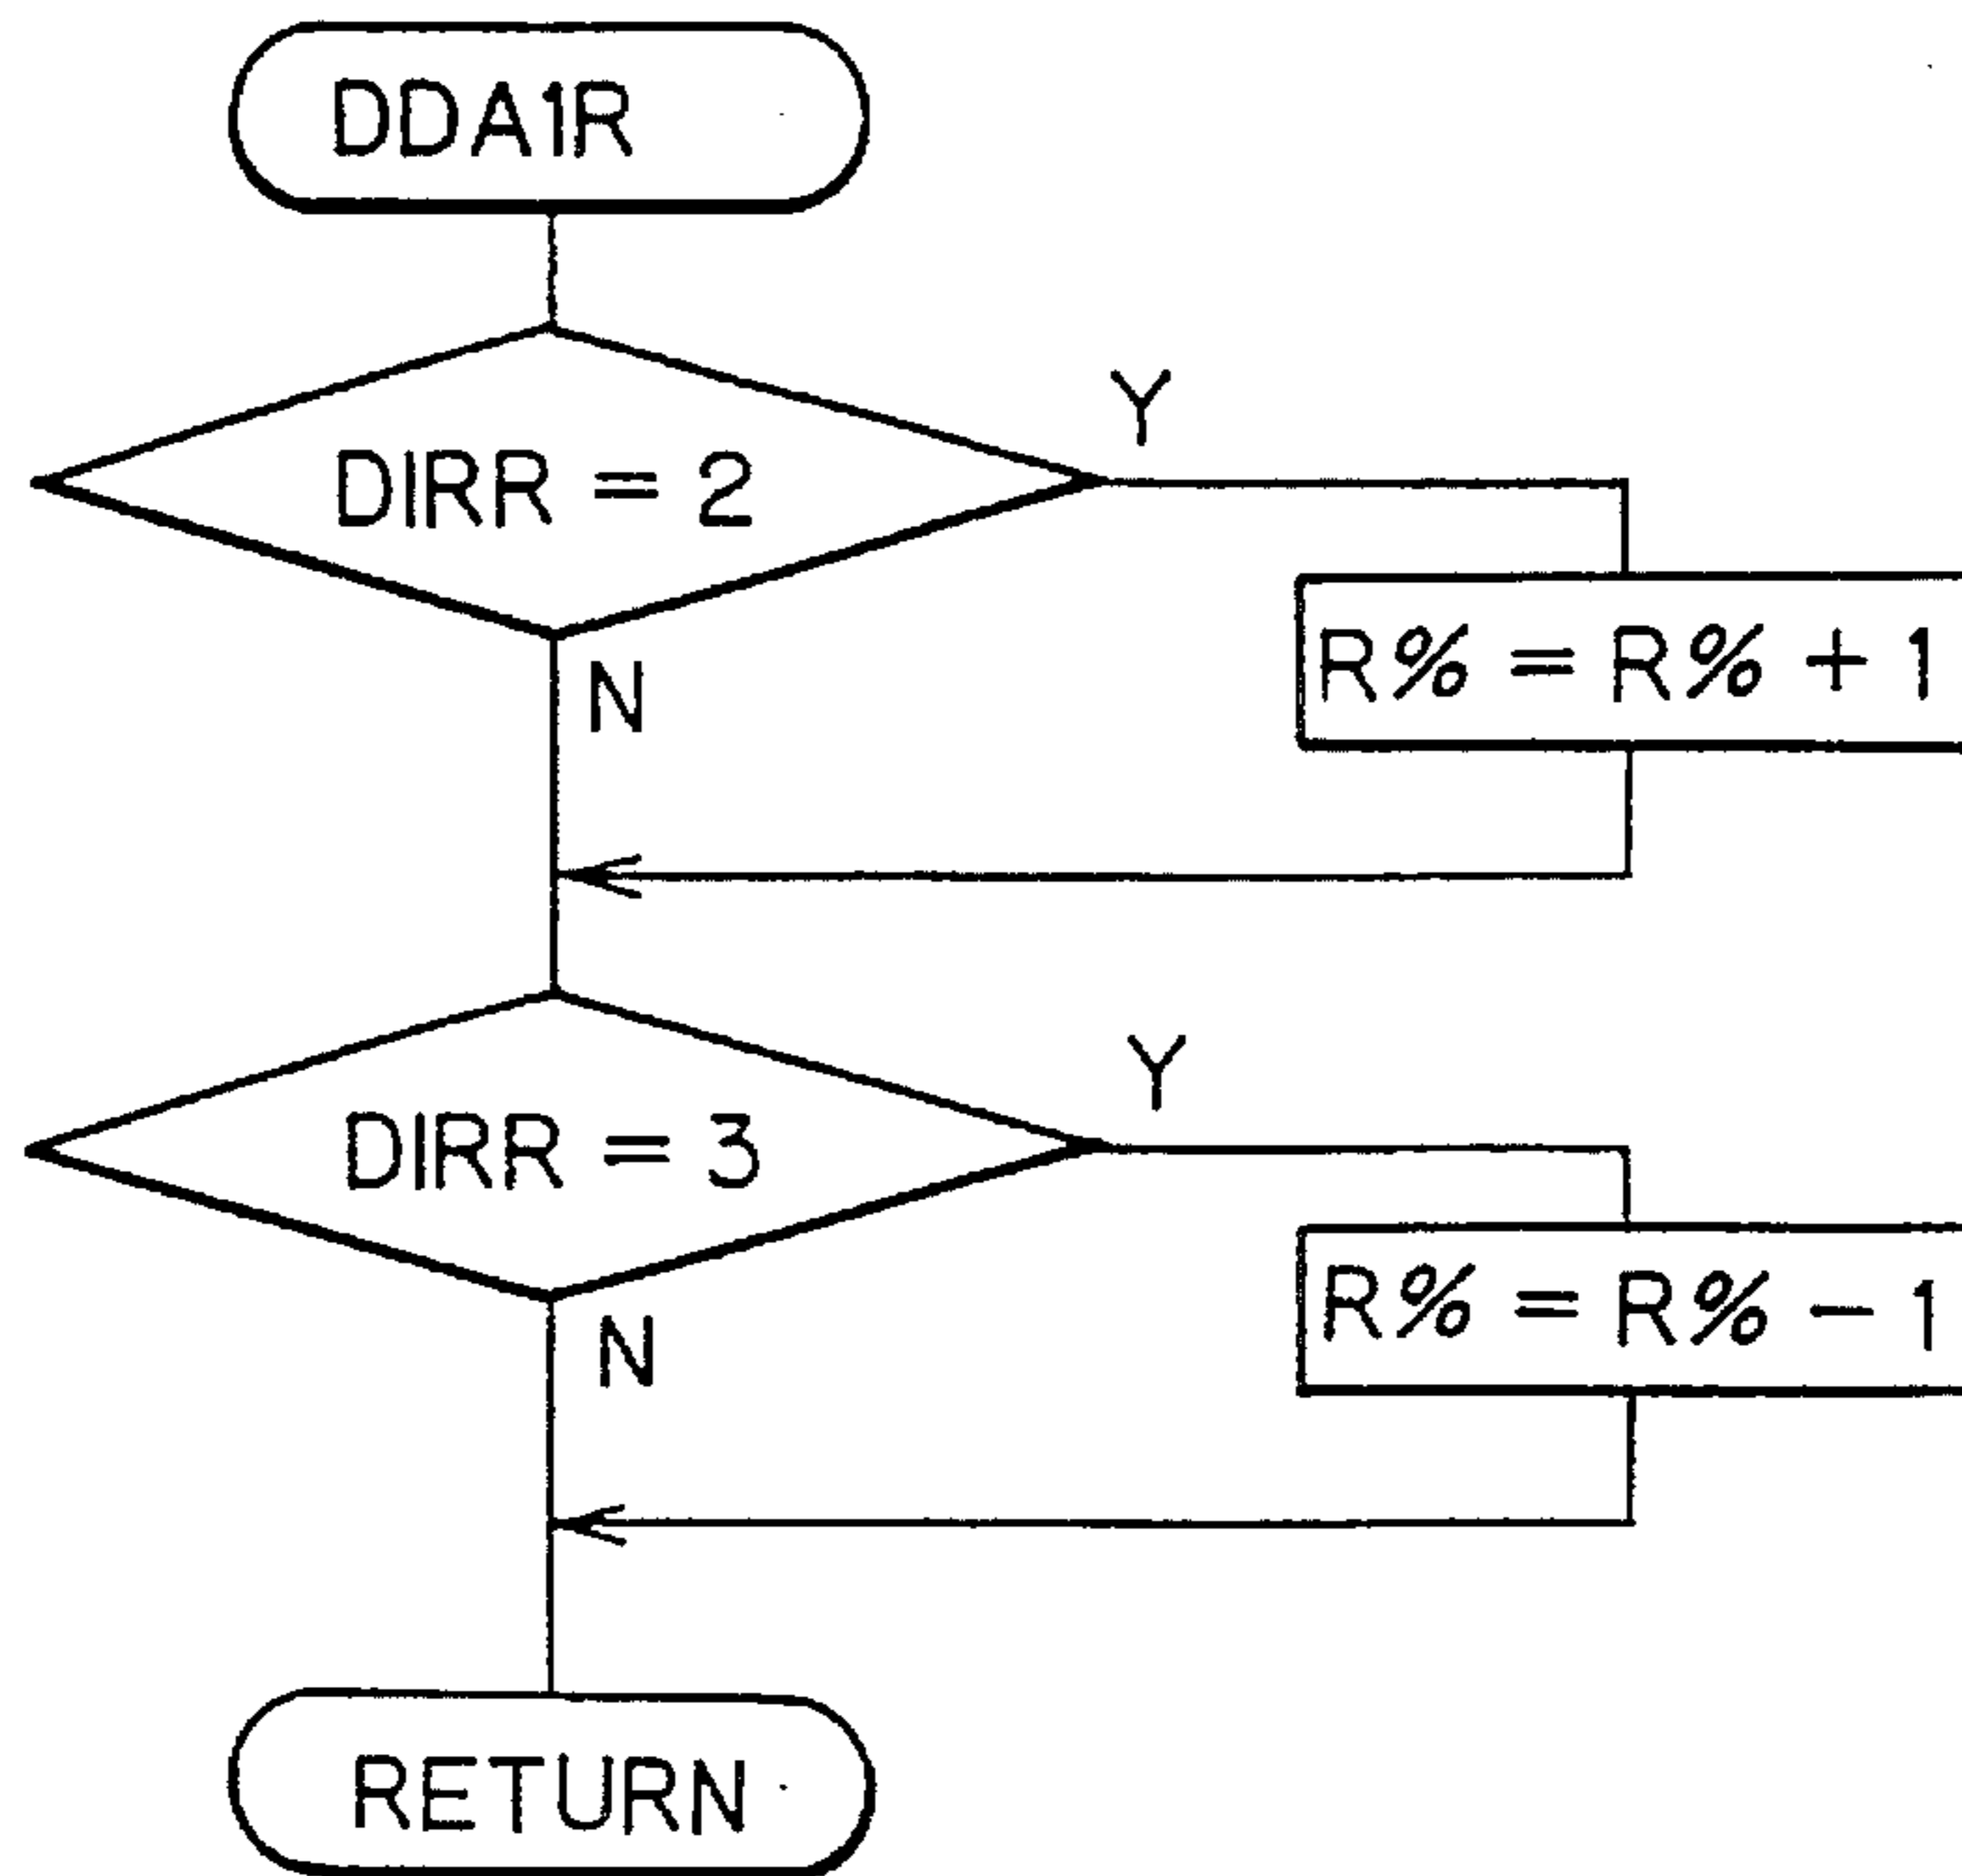 DDA1R
DIRR = 2
Y
R% = R% + 1
N
DIRR = 3
Y
R% = R% - 1
N
RETURN